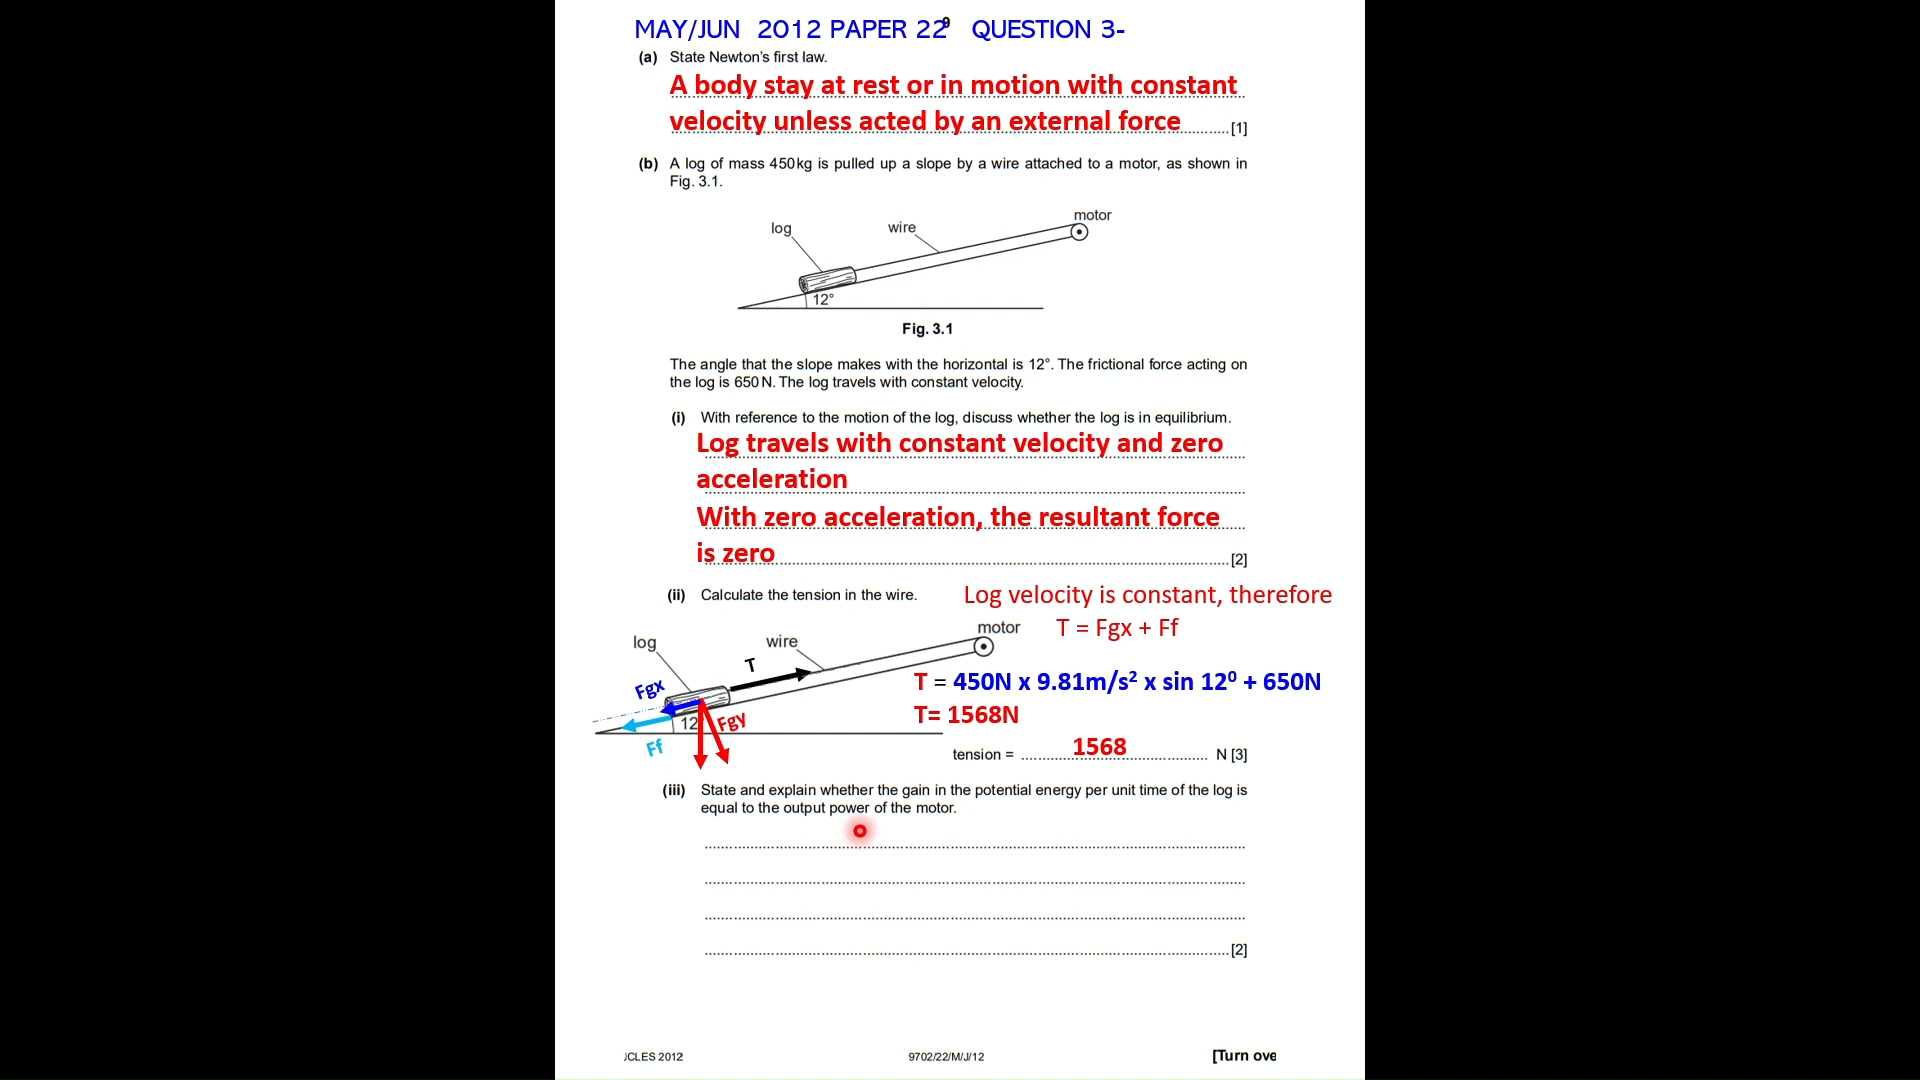 MAY/JUN 2012 PAPER 22 QUESTION 3-
9
(a) State Newton's first law.
A body stay at rest or in motion with constant
velocity unless acted by an external force [1]
(b) A log of mass 450 kg is pulled up a slope by a wire attached to a motor, as shown in
Fig. 3.1.
motor
log
wire
12°
Fig. 3.1
The angle that the slope makes with the horizontal is 12°. The frictional force acting on
the log is 650 N. The log travels with constant velocity.
(i) With reference to the motion of the log, discuss whether the log is in equilibrium.
Log travels with constant velocity and zero
acceleration
With zero acceleration, the resultant force
is zero [2]
(ii) Calculate the tension in the wire.
Log velocity is constant, therefore
T = Fgx + Ff
motor
log
wire
T
Fgx
12
Fgy
Ff
T = 450N x 9.81m/s² x sin 12⁰ + 650N
T= 1568N
tension = 1568 N [3]
(iii) State and explain whether the gain in the potential energy per unit time of the log is
equal to the output power of the motor.
[2]
JCLES 2012
9702/22/M/J/12
[Turn ove